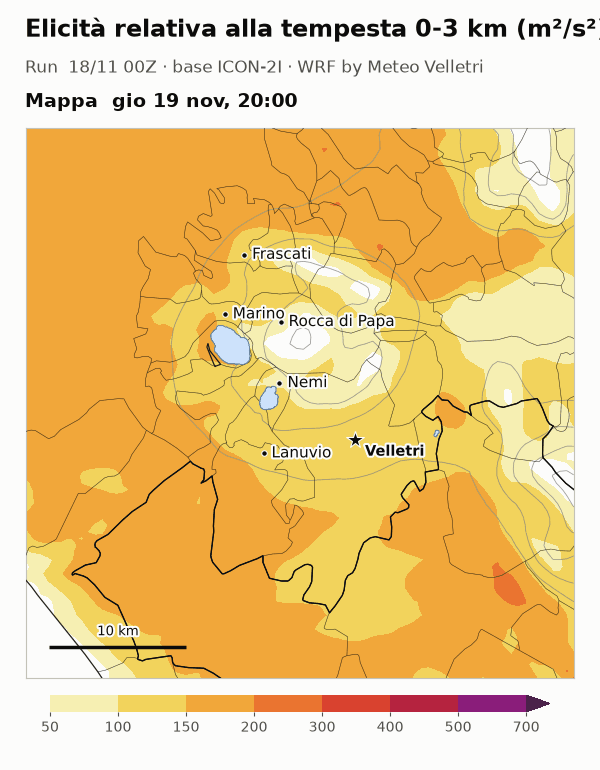 Elicità relativa alla tempesta 0-3 km (m²/s²)
Run 18/11 00Z · base ICON-2I · WRF by Meteo Velletri
Mappa gio 19 nov, 20:00
Frascati
Marino
Rocca di Papa
Nemi
Velletri
Lanuvio
10 km
50 100 150 200 300 400 500 700